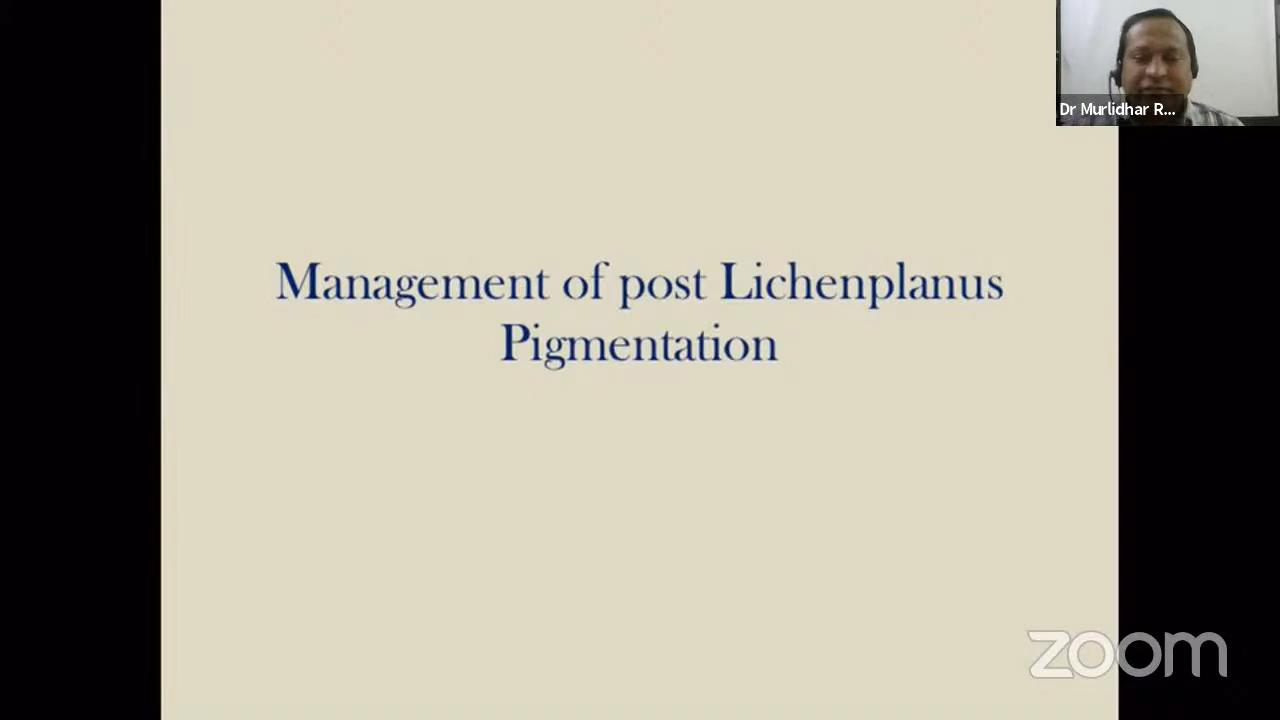 Dr Murlidhar R...
Management of post Lichenplanus
Pigmentation
zoom